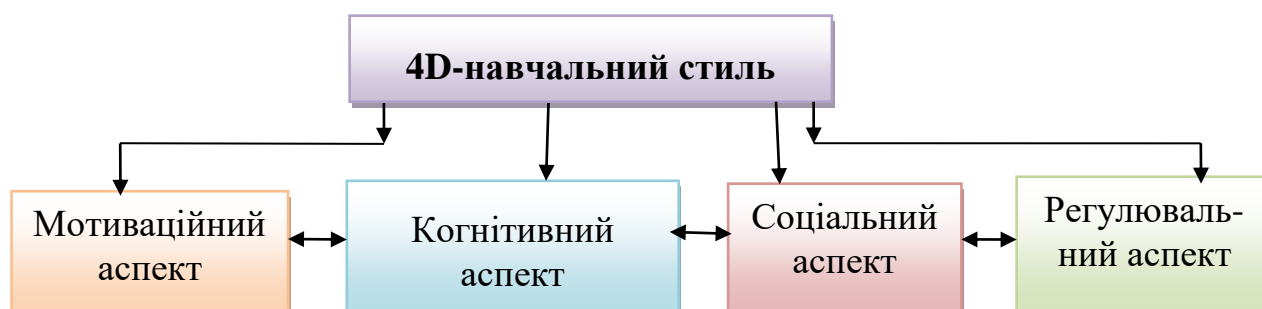 4D-навчальний стиль
Мотиваційний
аспект
Когнітивний
аспект
Соціальний
аспект
Регулюваль-
ний аспект